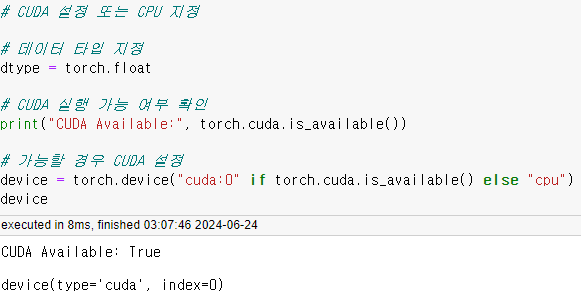 # CUDA 설정 또는 CPU 지정
# 데이터 타입 지정
dtype = torch.float
# CUDA 실행 가능 여부 확인
print("CUDA Available:", torch.cuda.is_available())
# 가능할 경우 CUDA 설정
device = torch.device("cuda:0" if torch.cuda.is_available() else "cpu")
device
executed in 8ms, finished 03:07:46 2024-06-24
CUDA Available: True
device(type='cuda', index=0)